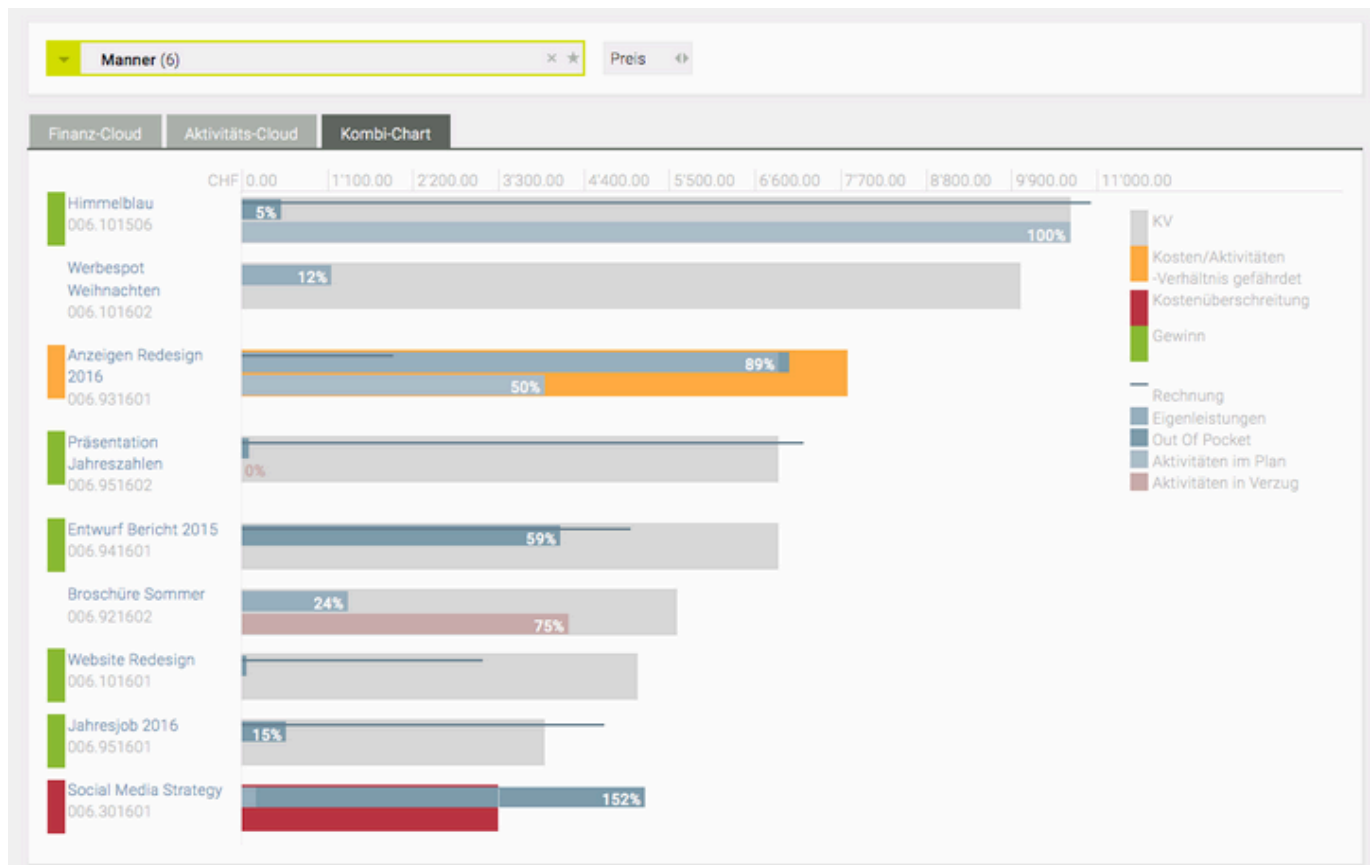 Manner (6)
Preis
Finanz-Cloud
Aktivitäts-Cloud
Kombi-Chart
CHF 0.00 1'100.00 2'200.00 3'300.00 4'400.00 5'500.00 6'600.00 7'700.00 8'800.00 9'900.00 11'000.00
Himmelblau
006.101506
5%
100%
Werbespot
Weihnachten
006.101602
12%
Anzeigen Redesign
2016
006.931601
89%
50%
Präsentation
Jahreszahlen
006.951602
0%
Entwurf Bericht 2015
006.941601
59%
Broschüre Sommer
006.921602
24%
75%
Website Redesign
006.101601
Jahresjob 2016
006.951601
15%
Social Media Strategy
006.301601
152%
KV
Kosten/Aktivitäten
-Verhältnis gefährdet
Kostenüberschreitung
Gewinn
Rechnung
Eigenleistungen
Out Of Pocket
Aktivitäten im Plan
Aktivitäten in Verzug